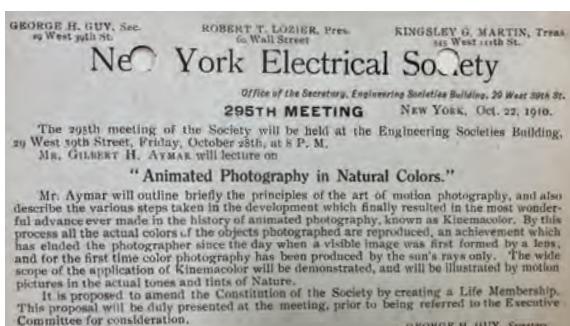 GEORGE H. GUY, Sec. ROBERT T. LOZIER, Pres. KINGSLEY G. MARTIN, Treas
29 West 39th St. 60 Wall Street West 111th St.
New York Electrical Society
Office of the Secretary, Engineering Societies Building, 29 West 39th St.
295TH MEETING NEW YORK, Oct. 22, 1910.
The 295th meeting of the Society will be held at the Engineering Societies Building,
29 West 39th Street, Friday, October 28th, at 8 P. M.
MR. GILBERT H. AYMAR will lecture on
"Animated Photography in Natural Colors."
Mr. Aymar will outline briefly the principles of the art of motion photography, and also
describe the various steps taken in the development which finally resulted in the most wonder-
ful advance ever made in the history of animated photography, known as Kinemacolor. By this
process all the actual colors of the objects photographed are reproduced, an achievement which
has eluded the photographer since the day when a visible image was first formed by a lens,
and for the first time color photography has been produced by the sun's rays only. The wide
scope of the application of Kinemacolor will be demonstrated, and will be illustrated by motion
pictures in the actual tones and tints of Nature.
It is proposed to amend the Constitution of the Society by creating a Life Membership.
This proposal will be duly presented at the meeting, prior to being referred to the Executive
Committee for consideration.
GEORGE H. GUY,